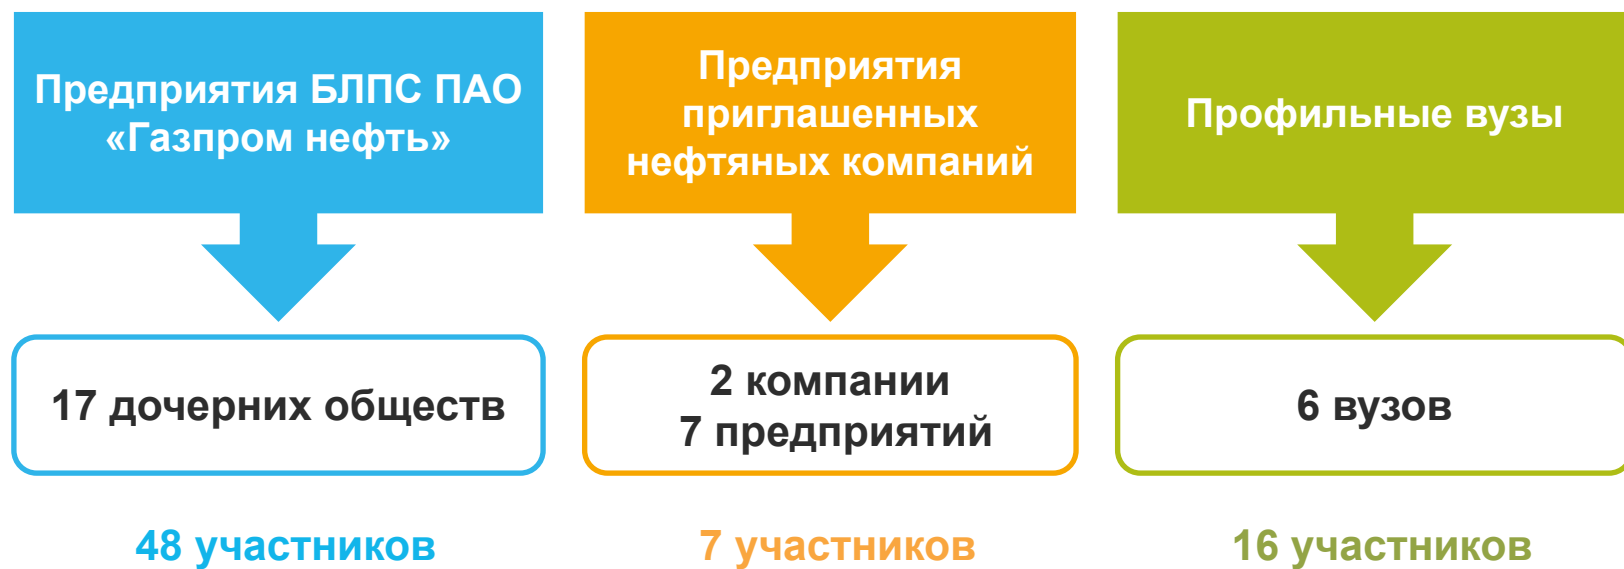 Предприятия БЛПС ПАО
«Газпром нефть»
17 дочерних обществ
48 участников
Предприятия
приглашенных
нефтяных компаний
2 компании
7 предприятий
7 участников
Профильные вузы
6 вузов
16 участников